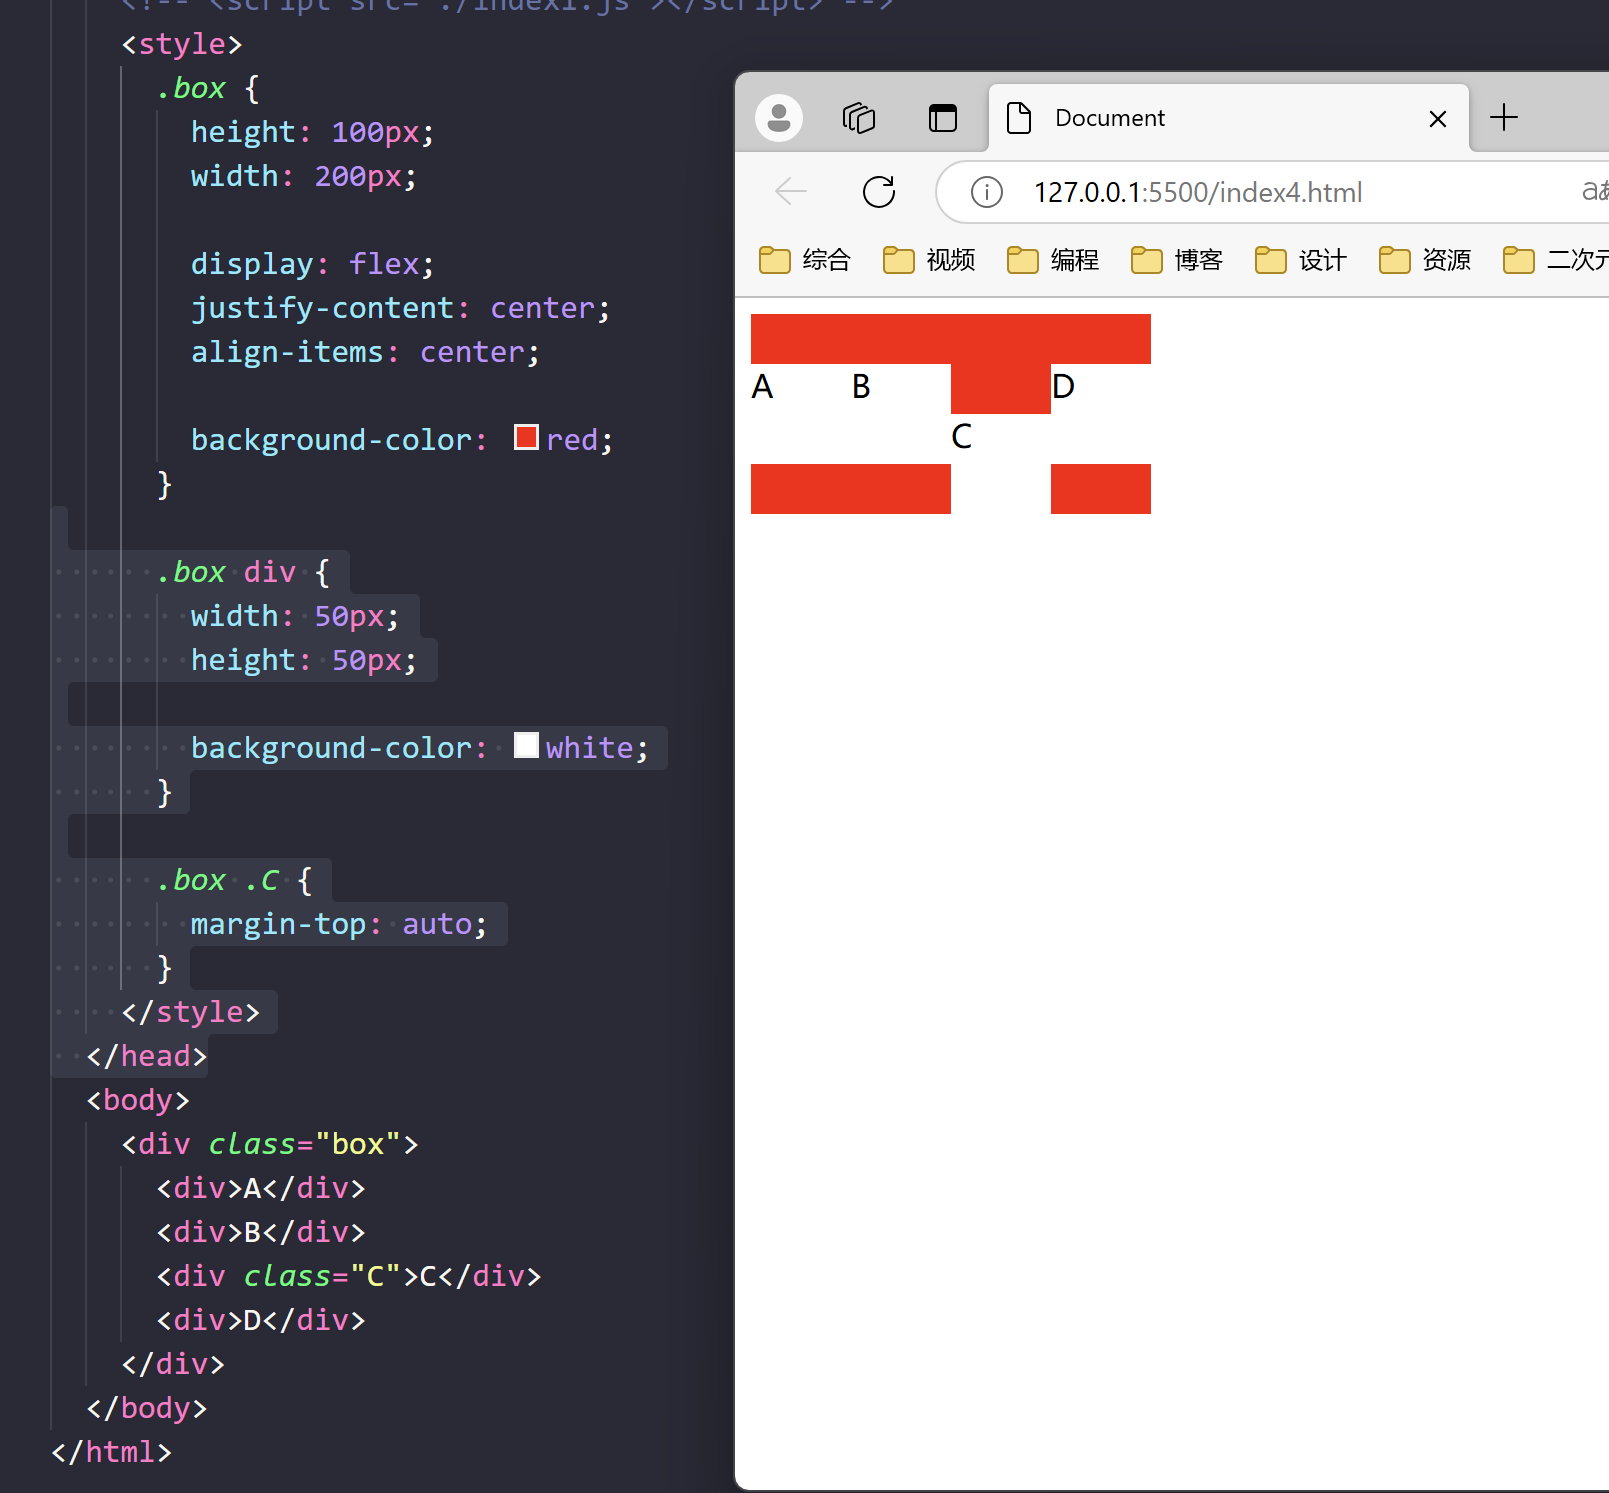 <!-- <script src="./index1.js"></script> -->
<style>
.box {
height: 100px;
width: 200px;
display: flex;
justify-content: center;
align-items: center;
background-color: red;
}
.box div {
width: 50px;
height: 50px;
background-color: white;
}
.box .C {
margin-top: auto;
}
</style>
</head>
<body>
<div class="box">
<div>A</div>
<div>B</div>
<div class="C">C</div>
<div>D</div>
</div>
</body>
</html>
Document
127.0.0.1:5500/index4.html
综合 视频 编程 博客 设计 资源 二次元
A B D
C